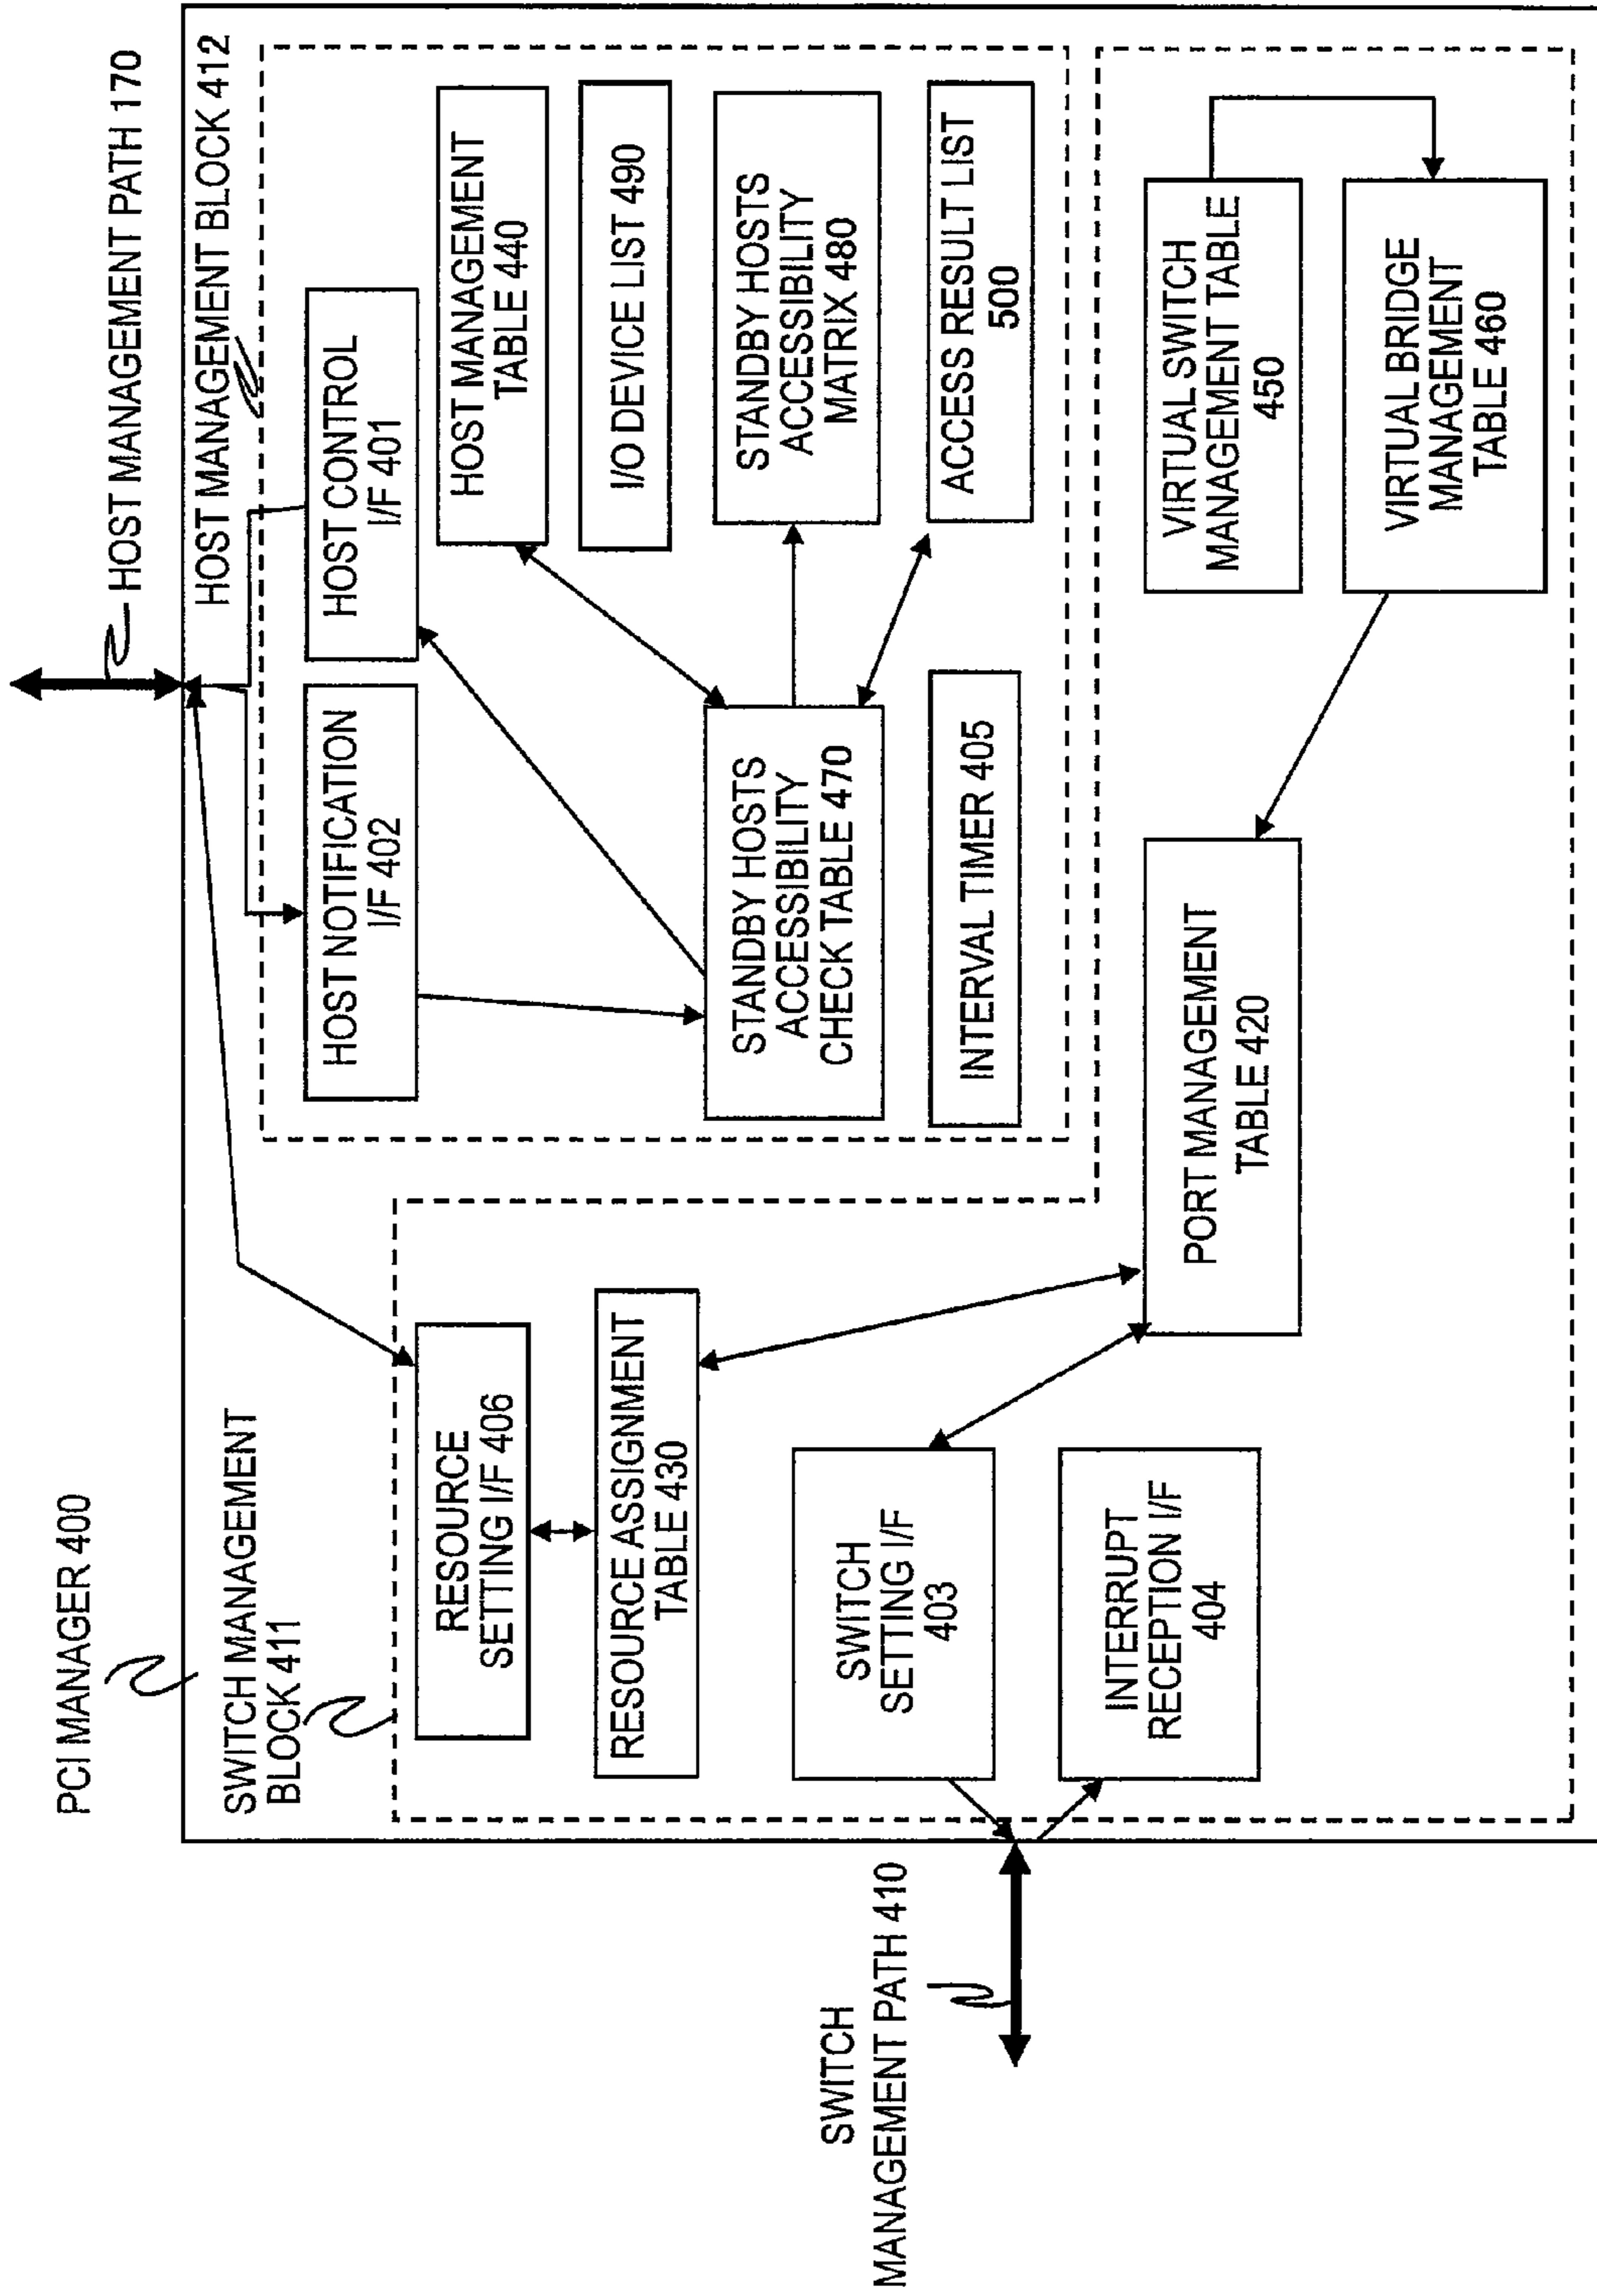 PCI MANAGER 400
HOST MANAGEMENT PATH 170
SWITCH MANAGEMENT
BLOCK 411
HOST MANAGEMENT BLOCK 412
HOST NOTIFICATION
I/F 402
HOST CONTROL
I/F 401
RESOURCE
SETTING I/F 406
HOST MANAGEMENT
TABLE 440
RESOURCE ASSIGNMENT
TABLE 430
I/O DEVICE LIST 490
STANDBY HOSTS
ACCESSIBILITY
CHECK TABLE 470
STANDBY HOSTS
ACCESSIBILITY
MATRIX 480
SWITCH
SETTING I/F
403
INTERVAL TIMER 405
ACCESS RESULT LIST
500
SWITCH
MANAGEMENT PATH 410
INTERRUPT
RECEPTION I/F
404
PORT MANAGEMENT
TABLE 420
VIRTUAL SWITCH
MANAGEMENT TABLE
450
VIRTUAL BRIDGE
MANAGEMENT
TABLE 460